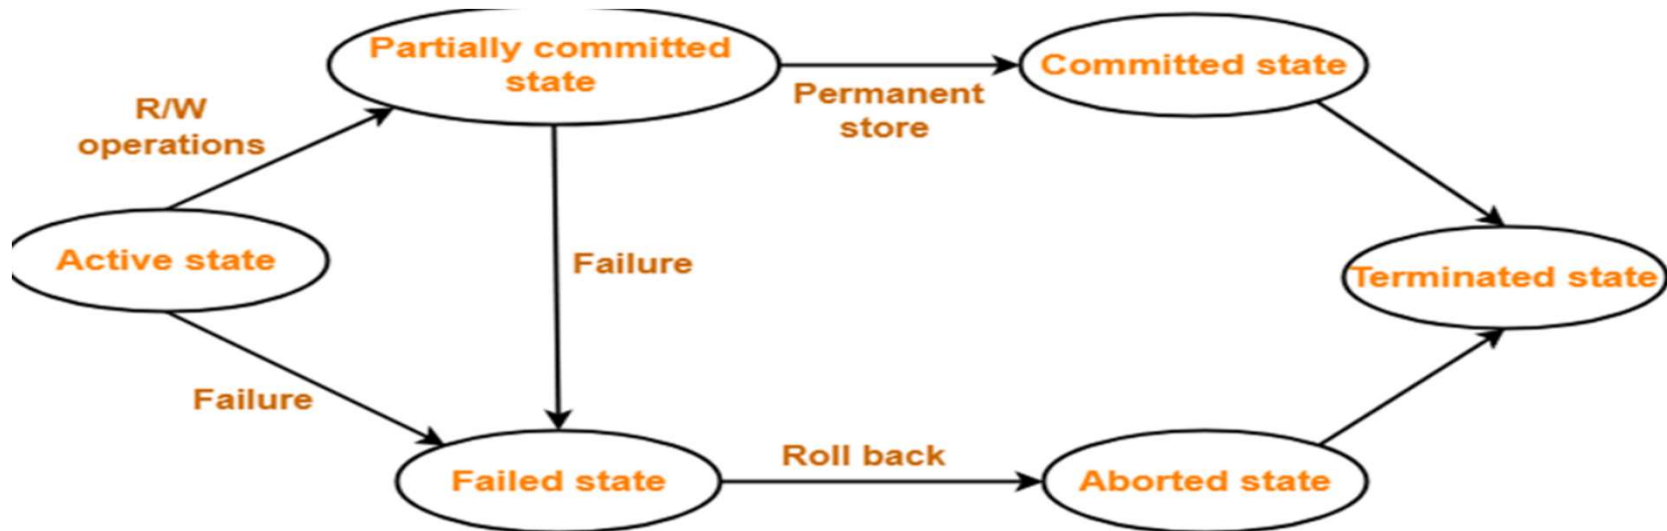 Partially committed
state
Committed state
R/W
operations
Permanent
store
Active state
Failure
Terminated state
Failure
Roll back
Failed state
Aborted state